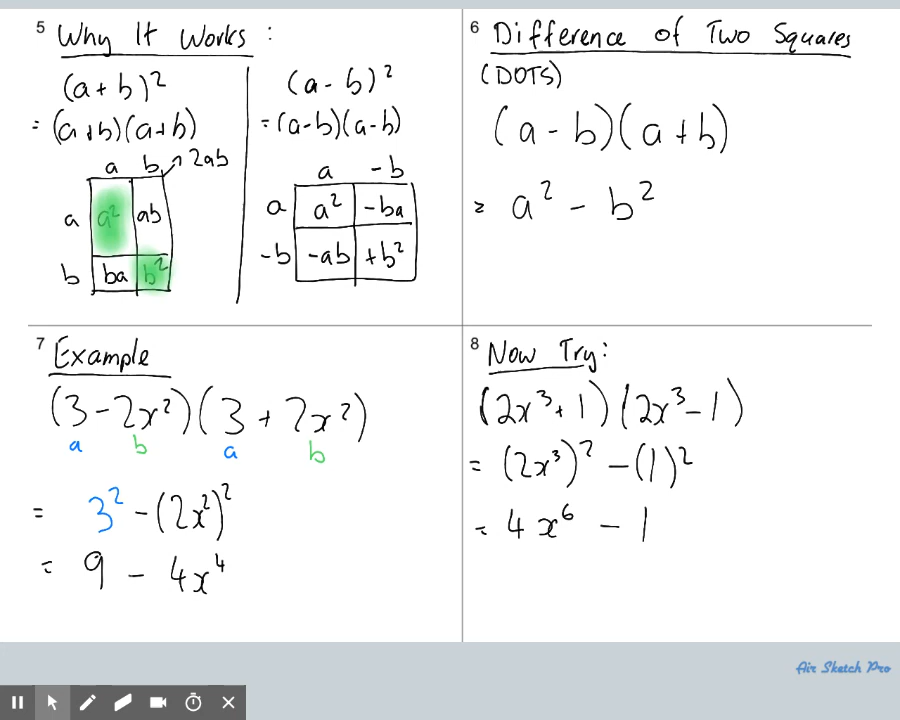 5 Why It Works :
(a + b)²
= (a+b)(a+b)
a b 2ab
a a² ab
b ba b²
(a - b)²
= (a-b)(a-b)
a -b
a a² -ba
-b -ab +b²
6 Difference of Two Squares
(DOTS)
(a - b)(a + b)
= a² - b²
7 Example
(3 - 2x²)(3 + 2x²)
a b a b
= 3² - (2x²)²
= 9 - 4x⁴
8 Now Try:
(2x³ + 1)(2x³ - 1)
= (2x³)² - (1)²
= 4x⁶ - 1
Air Sketch Pro